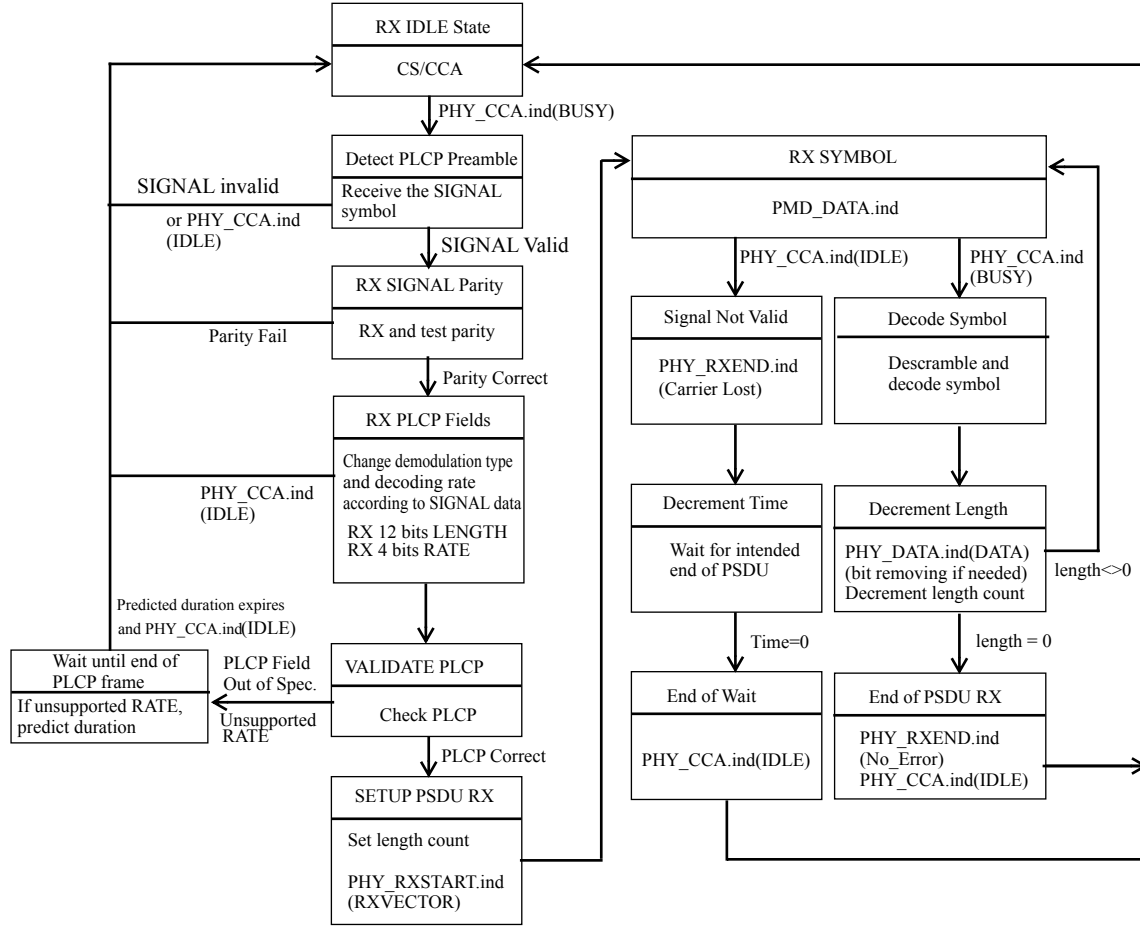 RX IDLE State
CS/CCA
PHY_CCA.ind(BUSY)
Detect PLCP Preamble
Receive the SIGNAL
symbol
SIGNAL invalid
or PHY_CCA.ind
(IDLE)
SIGNAL Valid
RX SIGNAL Parity
RX and test parity
Parity Fail
Parity Correct
RX PLCP Fields
Change demodulation type
and decoding rate
according to SIGNAL data
RX 12 bits LENGTH
RX 4 bits RATE
PHY_CCA.ind
(IDLE)
Predicted duration expires
and PHY_CCA.ind(IDLE)
Wait until end of
PLCP frame
If unsupported RATE,
predict duration
PLCP Field
Out of Spec.
Unsupported
RATE
VALIDATE PLCP
Check PLCP
PLCP Correct
SETUP PSDU RX
Set length count
PHY_RXSTART.ind
(RXVECTOR)
RX SYMBOL
PMD_DATA.ind
PHY_CCA.ind(IDLE)
PHY_CCA.ind
(BUSY)
Signal Not Valid
PHY_RXEND.ind
(Carrier Lost)
Decode Symbol
Descramble and
decode symbol
Decrement Time
Wait for intended
end of PSDU
Decrement Length
PHY_DATA.ind(DATA)
(bit removing if needed)
Decrement length count
length<>0
Time=0
length = 0
End of Wait
PHY_CCA.ind(IDLE)
End of PSDU RX
PHY_RXEND.ind
(No_Error)
PHY_CCA.ind(IDLE)